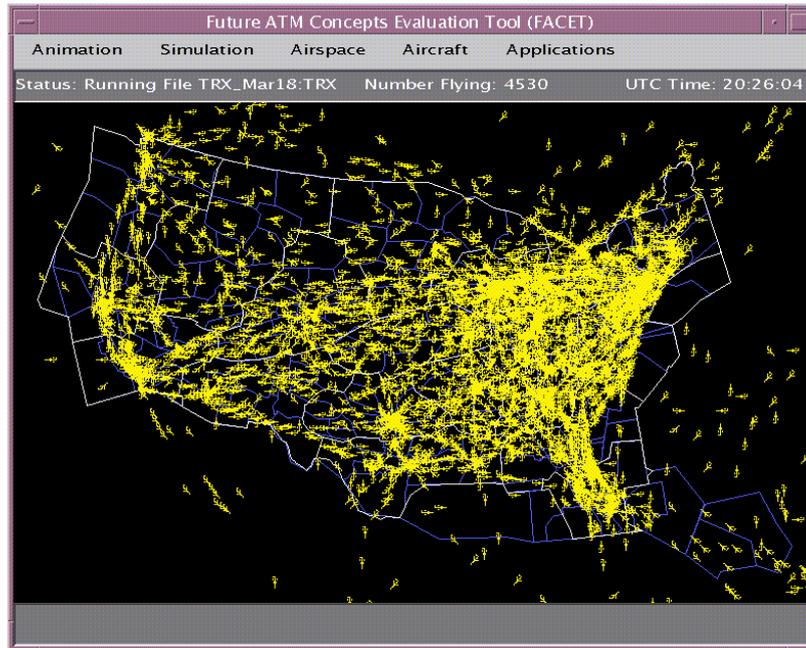 Future ATM Concepts Evaluation Tool (FACET)
Animation Simulation Airspace Aircraft Applications
Status: Running File TRX_Mar18:TRX Number Flying: 4530 UTC Time: 20:26:04